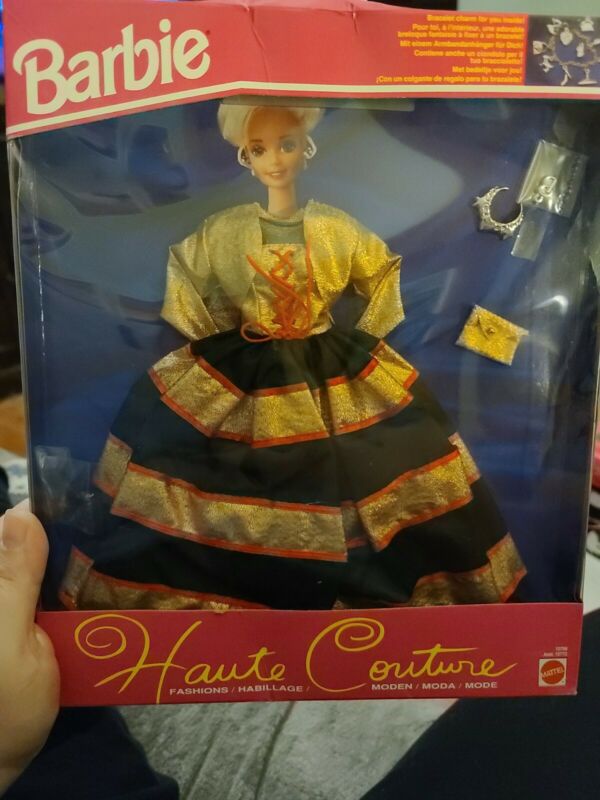 Barbie
Bracelet charm for you inside!
Pour toi, à l'intérieur, une adorable
breloque fantaisie à fixer à un bracelet!
Mit einem Armbandanhänger für Dich!
Contiene anche un ciondolo per il
tuo braccialetto!
Met bedeltje voor jou!
¡Con un colgante de regalo para tu brazalete!
Haute Couture
FASHIONS / HABILLAGE / MODEN / MODA / MODE
MATTEL